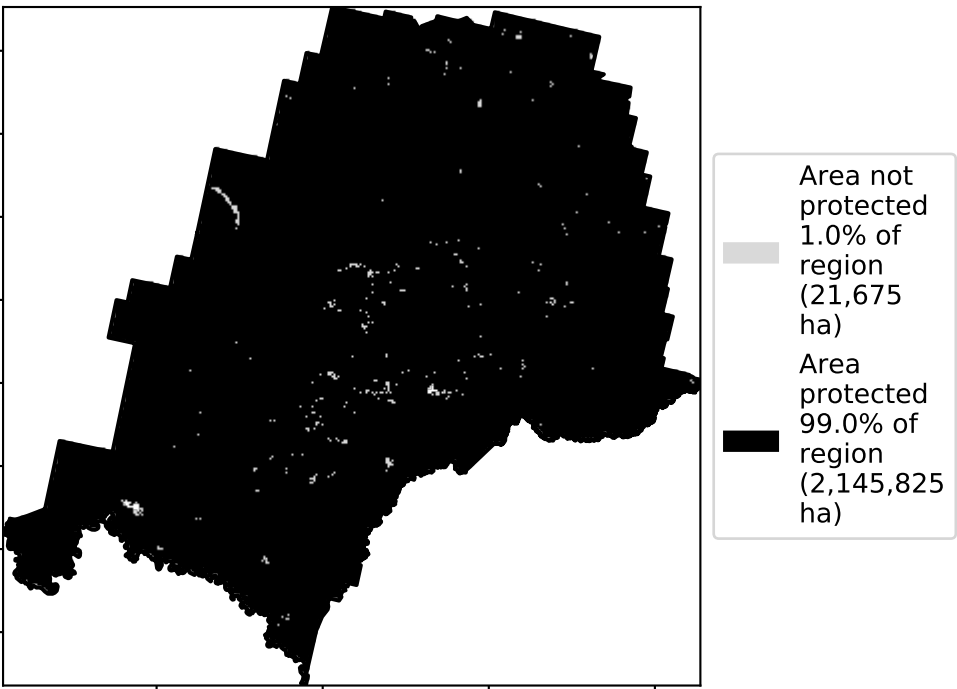 Area not
protected
1.0% of
region
(21,675
ha)
Area
protected
99.0% of
region
(2,145,825
ha)